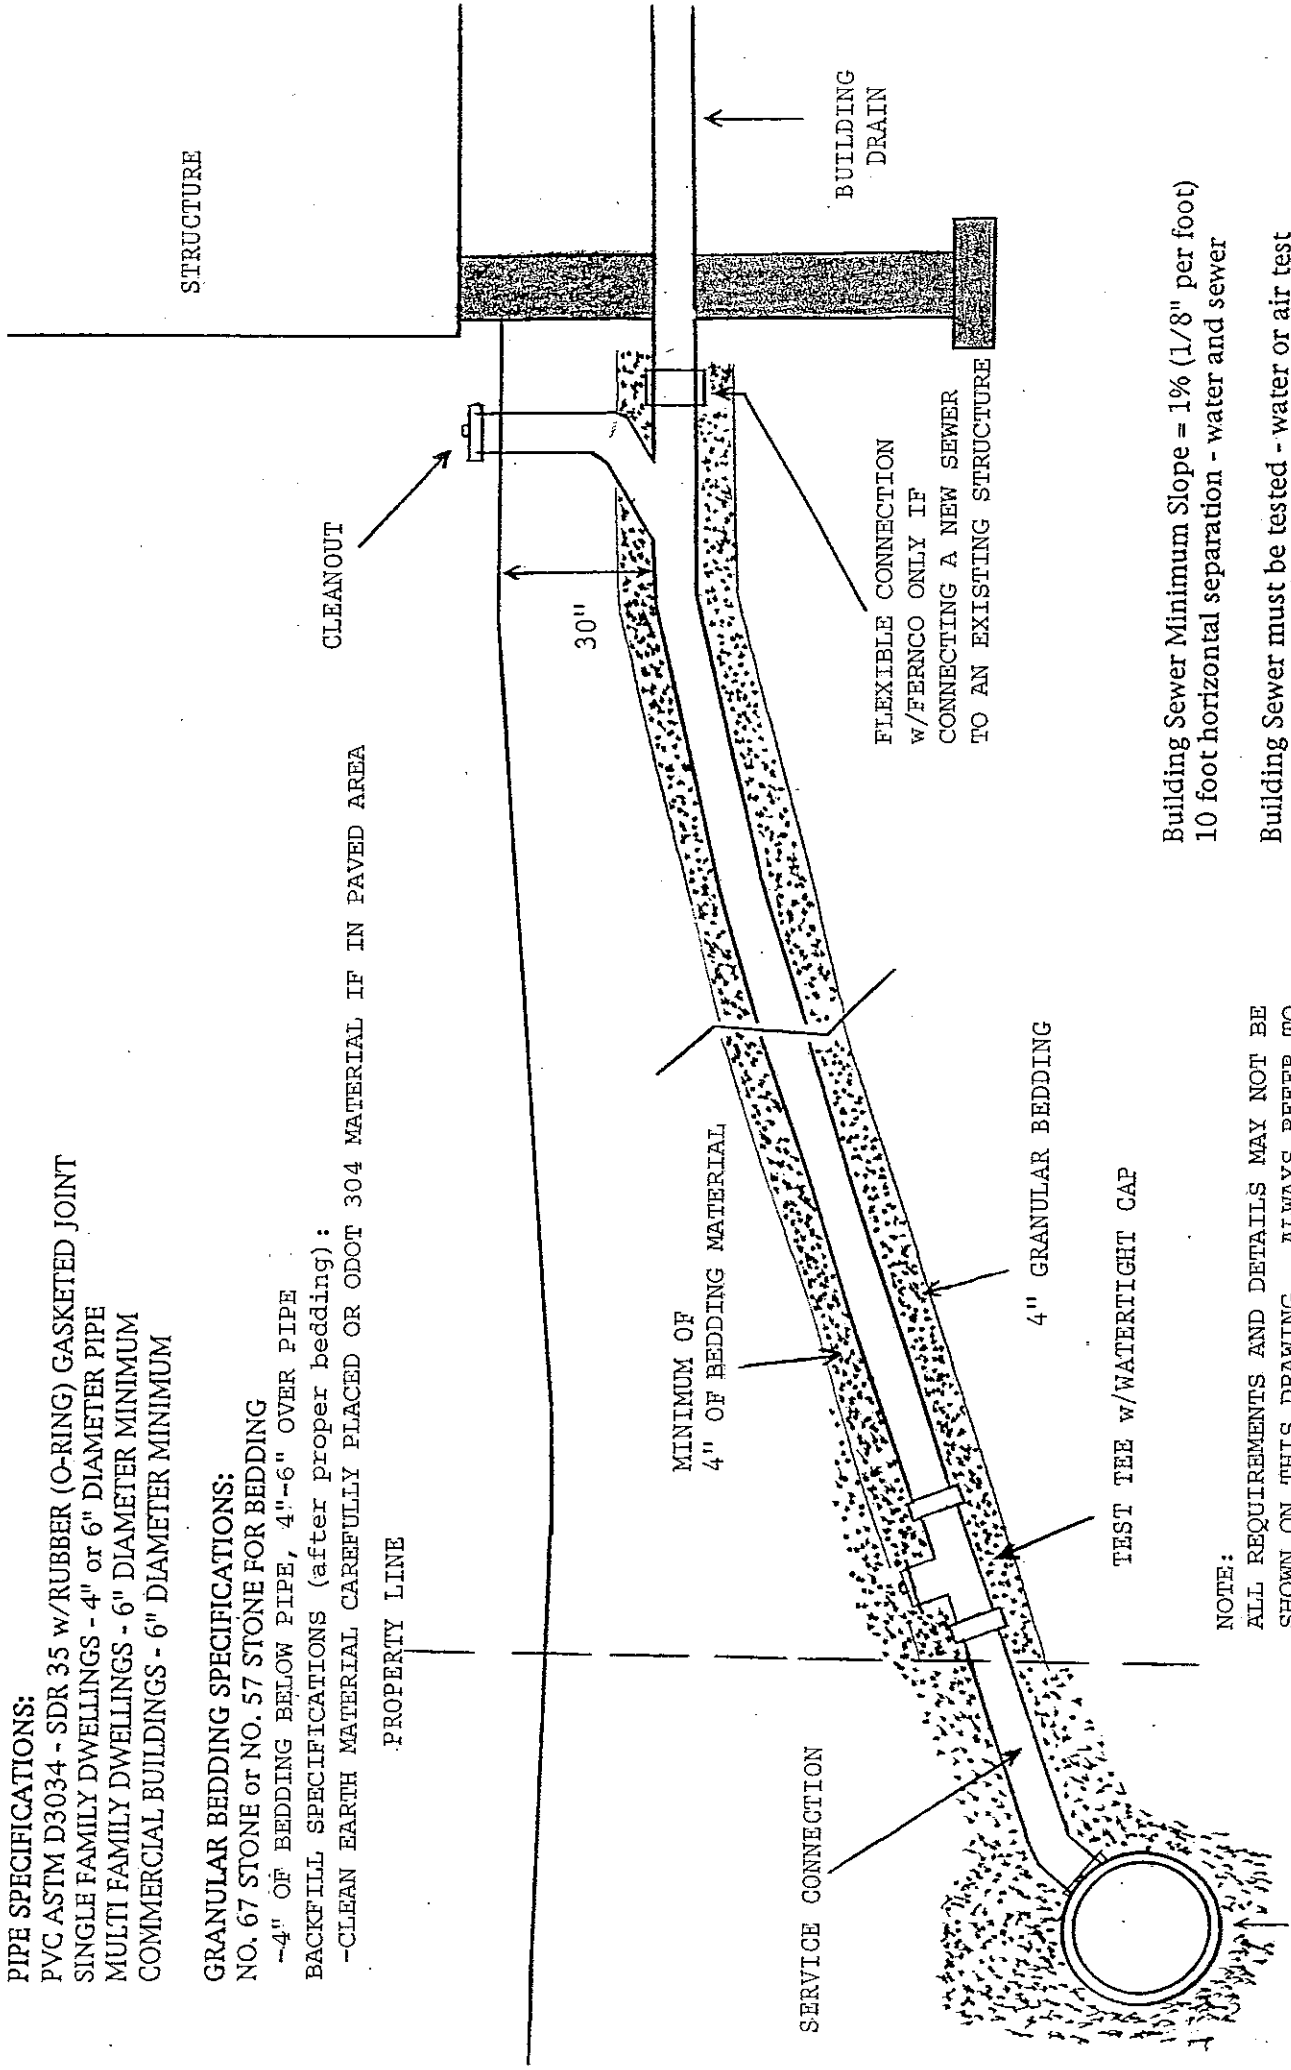 PIPE SPECIFICATIONS:
PVC ASTM D3034 - SDR 35 w/RUBBER (O-RING) GASKETED JOINT
SINGLE FAMILY DWELLINGS - 4" or 6" DIAMETER PIPE
MULTI FAMILY DWELLINGS - 6" DIAMETER MINIMUM
COMMERCIAL BUILDINGS - 6" DIAMETER MINIMUM
GRANULAR BEDDING SPECIFICATIONS:
NO. 67 STONE or NO. 57 STONE FOR BEDDING
-4" OF BEDDING BELOW PIPE, 4"-6" OVER PIPE
BACKFILL SPECIFICATIONS (after proper bedding):
-CLEAN EARTH MATERIAL CAREFULLY PLACED OR ODOT 304 MATERIAL IF IN PAVED AREA
PROPERTY LINE
CLEANOUT
STRUCTURE
30"
BUILDING
DRAIN
MINIMUM OF
4" OF BEDDING MATERIAL
FLEXIBLE CONNECTION
w/FERNCO ONLY IF
CONNECTING A NEW SEWER
TO AN EXISTING STRUCTURE
SERVICE CONNECTION
4" GRANULAR BEDDING
TEST TEE w/WATERTIGHT CAP
Building Sewer Minimum Slope = 1% (1/8" per foot)
10 foot horizontal separation - water and sewer
Building Sewer must be tested - water or air test
NOTE:
ALL REQUIREMENTS AND DETAILS MAY NOT BE
SHOWN ON THIS DRAWING ALWAYS REFER TO